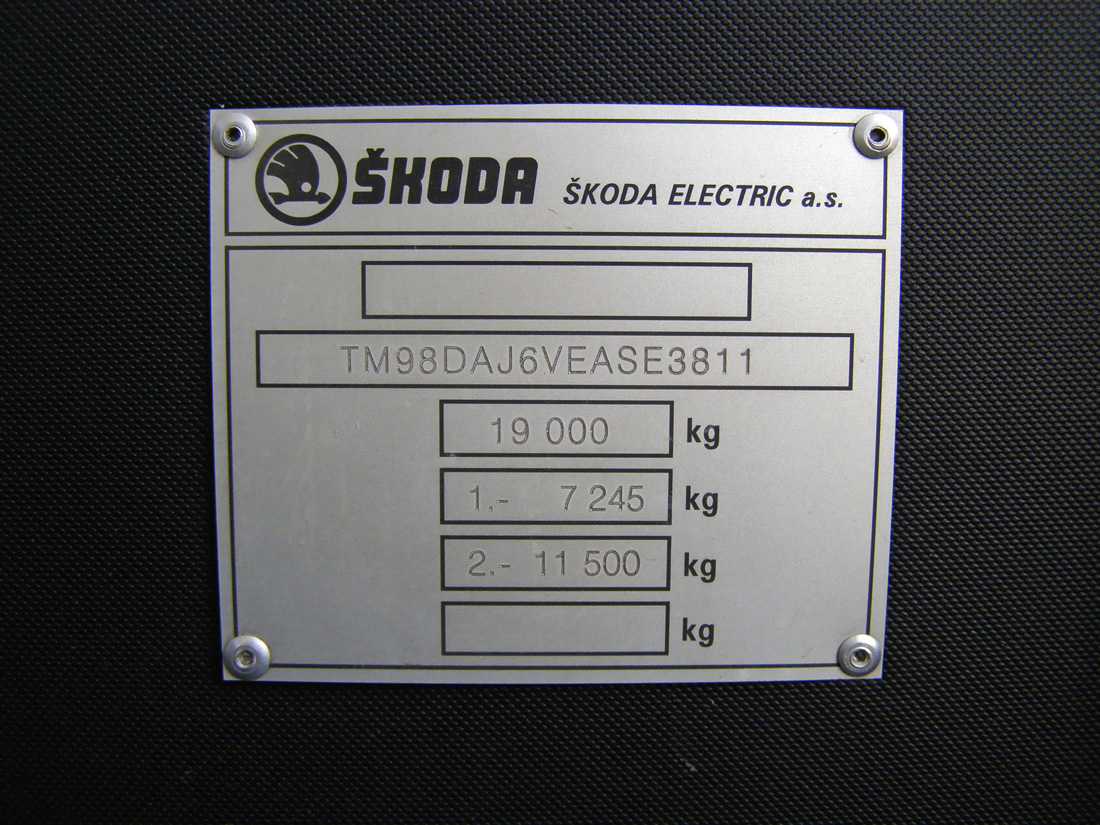 ŠKODA ŠKODA ELECTRIC a.s.
TM98DAJ6VEASE3811
19 000 kg
1.- 7 245 kg
2.- 11 500 kg
kg